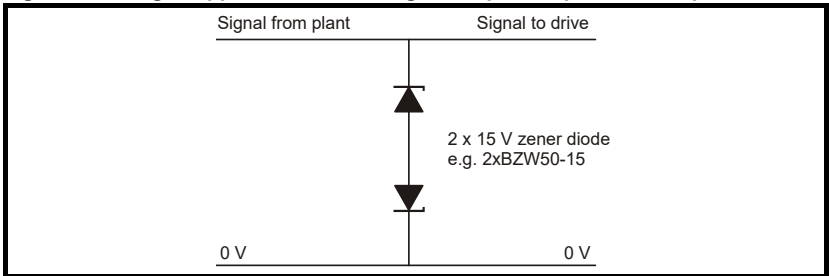 Signal from plant Signal to drive
2 x 15 V zener diode
e.g. 2xBZW50-15
0 V 0 V